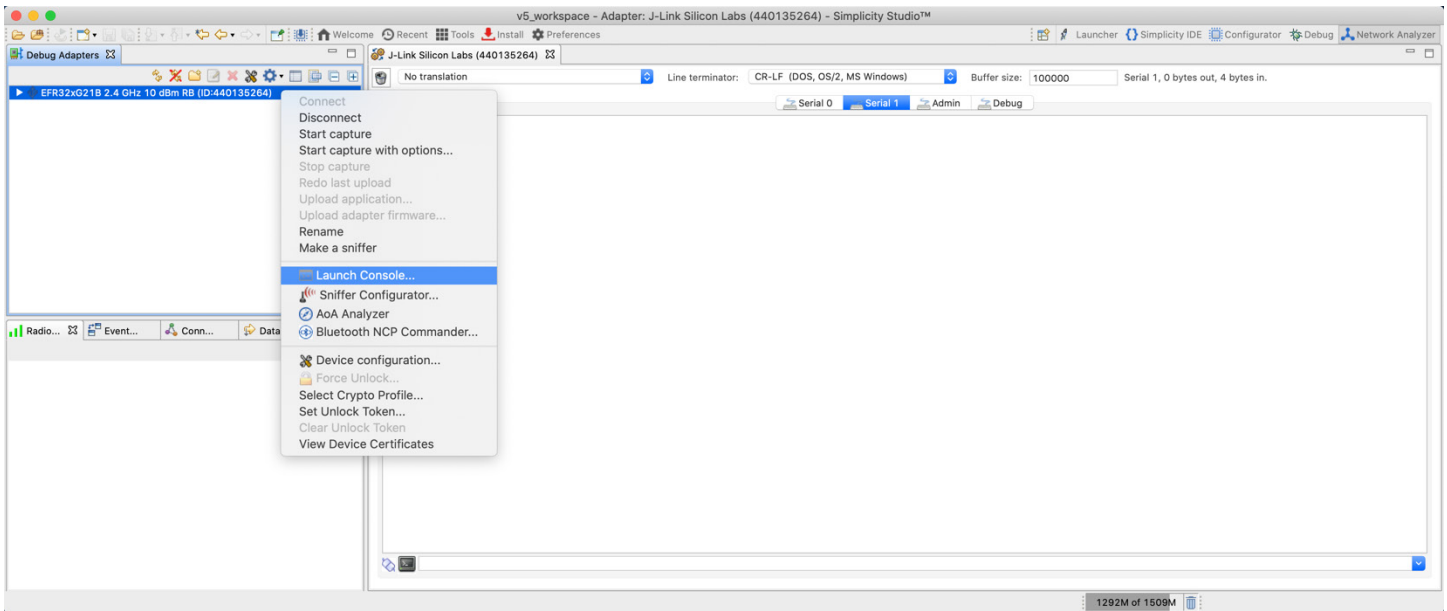 v5_workspace - Adapter: J-Link Silicon Labs (440135264) - Simplicity Studio™
Welcome Recent Tools Install Preferences Launcher Simplicity IDE Configurator Debug Network Analyzer
Debug Adapters
J-Link Silicon Labs (440135264)
No translation Line terminator: CR-LF (DOS, OS/2, MS Windows) Buffer size: 100000 Serial 1, 0 bytes out, 4 bytes in.
EFR32xG21B 2.4 GHz 10 dBm RB (ID:440135264)
Serial 0 Serial 1 Admin Debug
Connect
Disconnect
Start capture
Start capture with options...
Stop capture
Redo last upload
Upload application...
Upload adapter firmware...
Rename
Make a sniffer
Launch Console...
Sniffer Configurator...
AoA Analyzer
Bluetooth NCP Commander...
Device configuration...
Force Unlock...
Select Crypto Profile...
Set Unlock Token...
Clear Unlock Token
View Device Certificates
Radio... Event... Conn... Data
1292M of 1509M